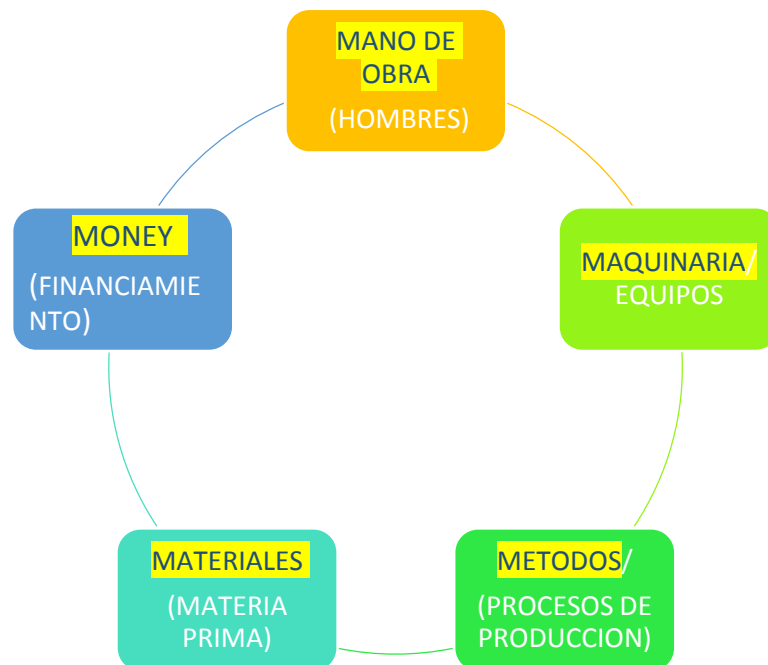 MANO DE
OBRA
(HOMBRES)
MONEY
(FINANCIAMIE
NTO)
MAQUINARIA/
EQUIPOS
MATERIALES
(MATERIA
PRIMA)
METODOS/
(PROCESOS DE
PRODUCCION)